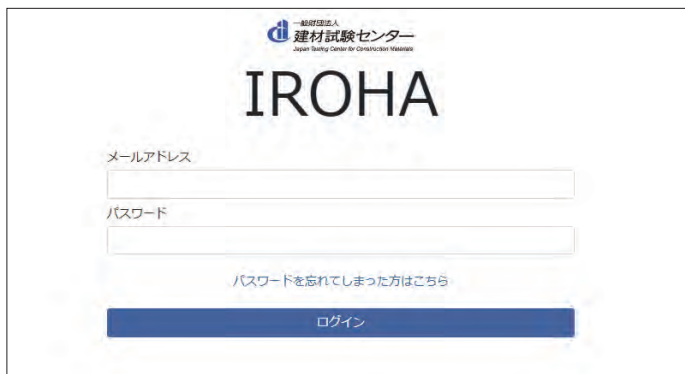 一般財団法人
建材試験センター
Japan Testing Center for Construction Materials
IROHA
メールアドレス
パスワード
パスワードを忘れてしまった方はこちら
ログイン